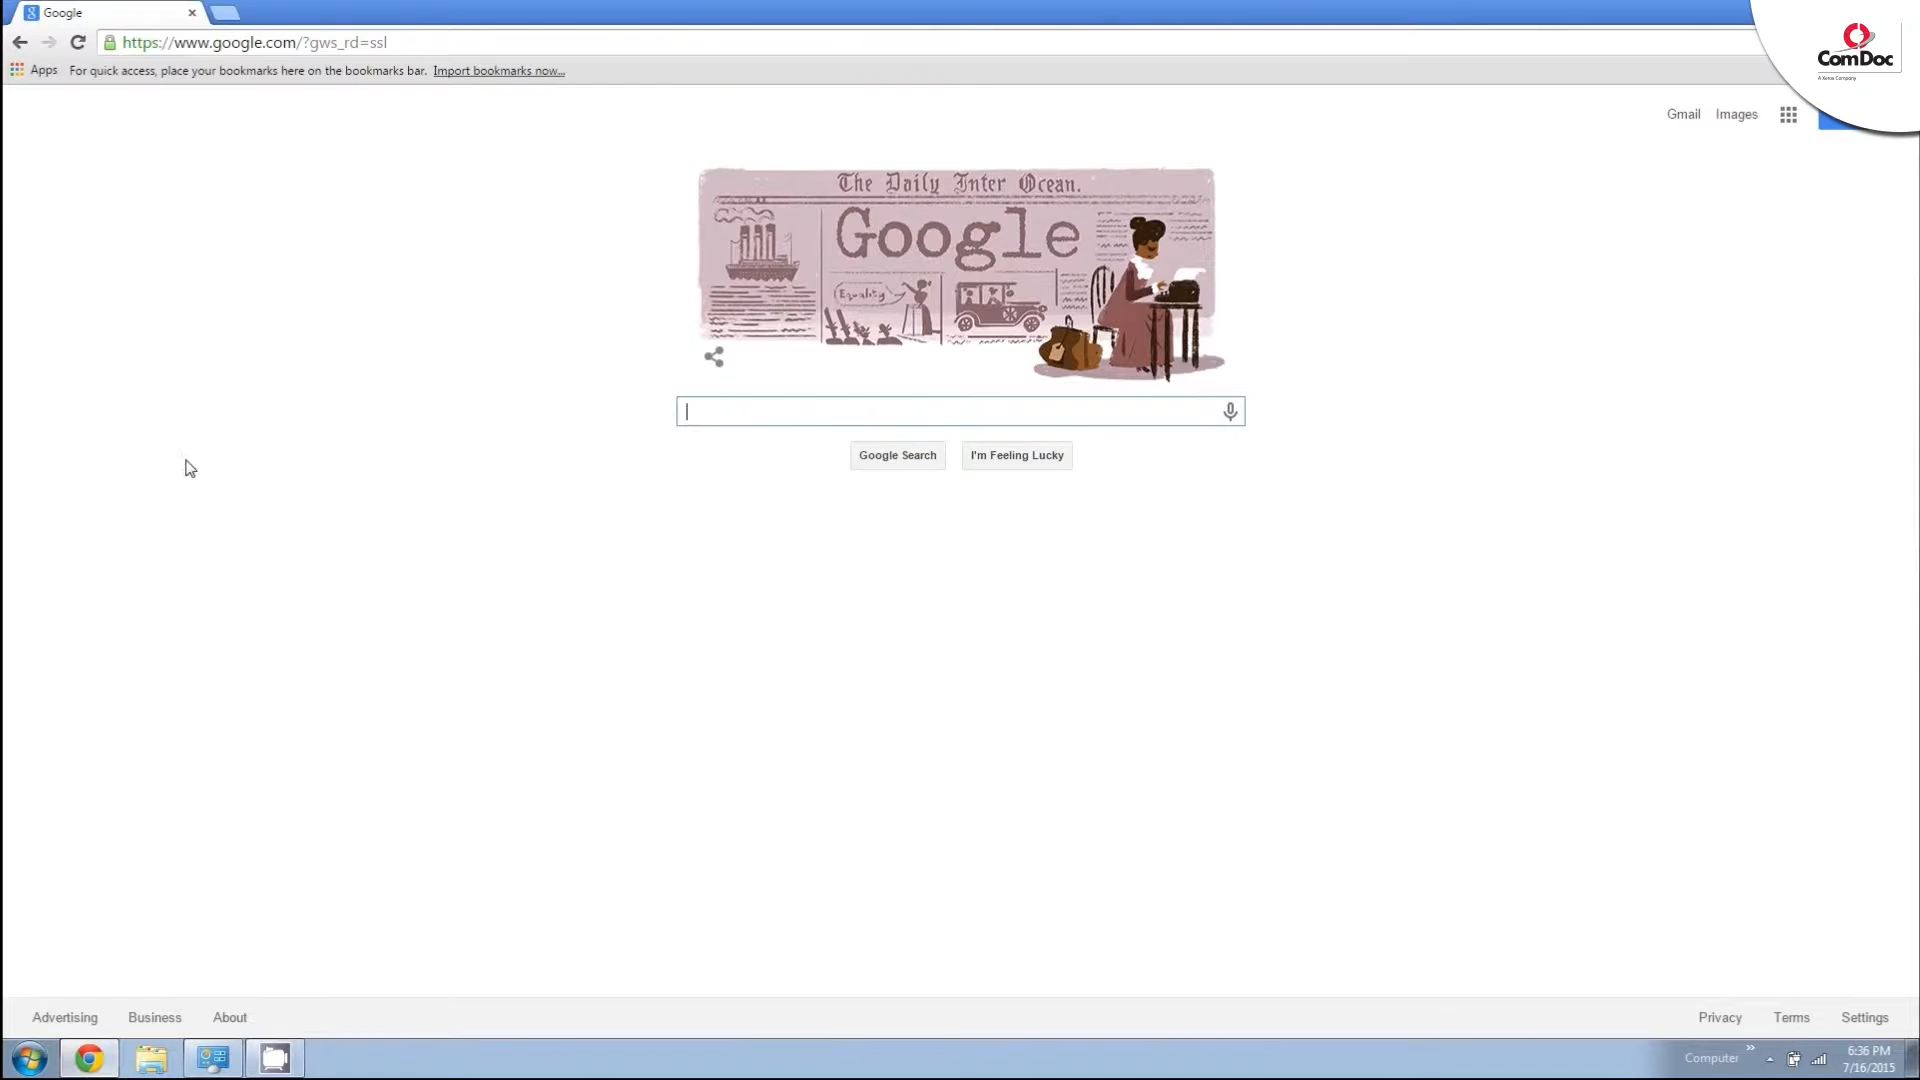 Google
https://www.google.com/?gws_rd=ssl
Apps For quick access, place your bookmarks here on the bookmarks bar. Import bookmarks now...
ComDoc
A Xerox Company
Gmail Images
The Daily Inter Ocean.
Google
Equality
Google Search I'm Feeling Lucky
Advertising Business About
Privacy Terms Settings
Computer
6:36 PM
7/16/2015